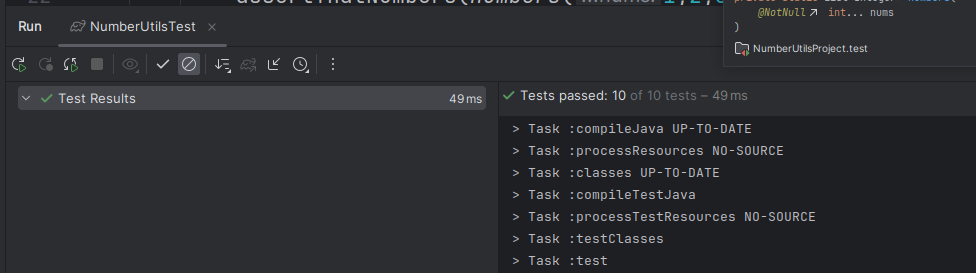 Run NumberUtilsTest
@NotNull int... nums
)
NumberUtilsProject.test
Test Results 49 ms
Tests passed: 10 of 10 tests – 49 ms
> Task :compileJava UP-TO-DATE
> Task :processResources NO-SOURCE
> Task :classes UP-TO-DATE
> Task :compileTestJava
> Task :processTestResources NO-SOURCE
> Task :testClasses
> Task :test